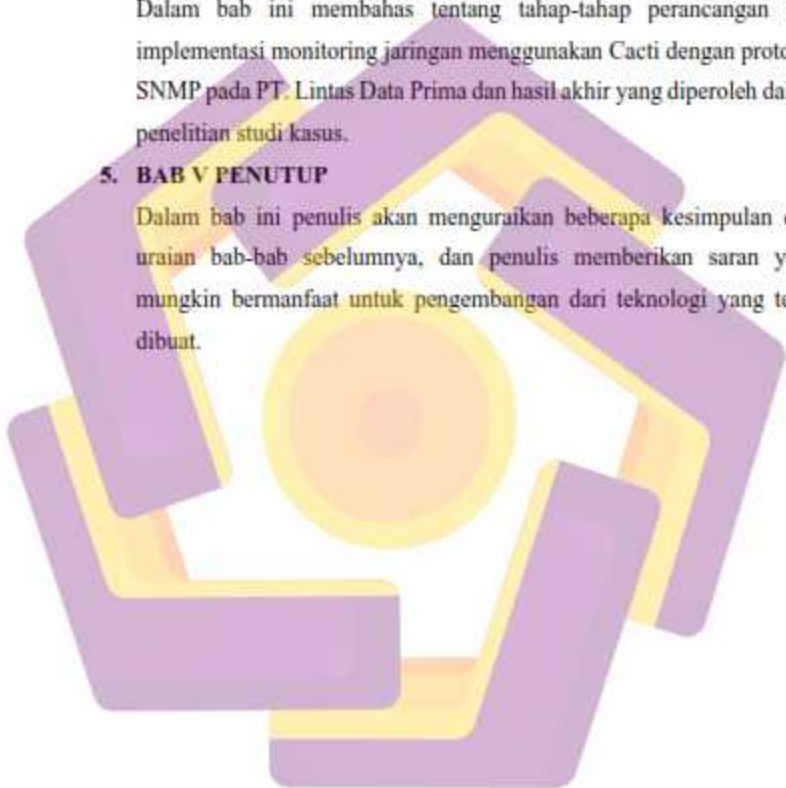 Dalam bab ini membahas tentang tahap-tahap perancangan
implementasi monitoring jaringan menggunakan Cacti dengan
SNMP pada PT. Lintas Data Prima dan hasil akhir yang diperoleh
penelitian studi kasus.
5. BAB V PENUTUP
Dalam bab ini penulis akan menguraikan beberapa kesimpulan
uraian bab-bab sebelumnya, dan penulis memberikan saran
mungkin bermanfaat untuk pengembangan dari teknologi yang
dibuat.